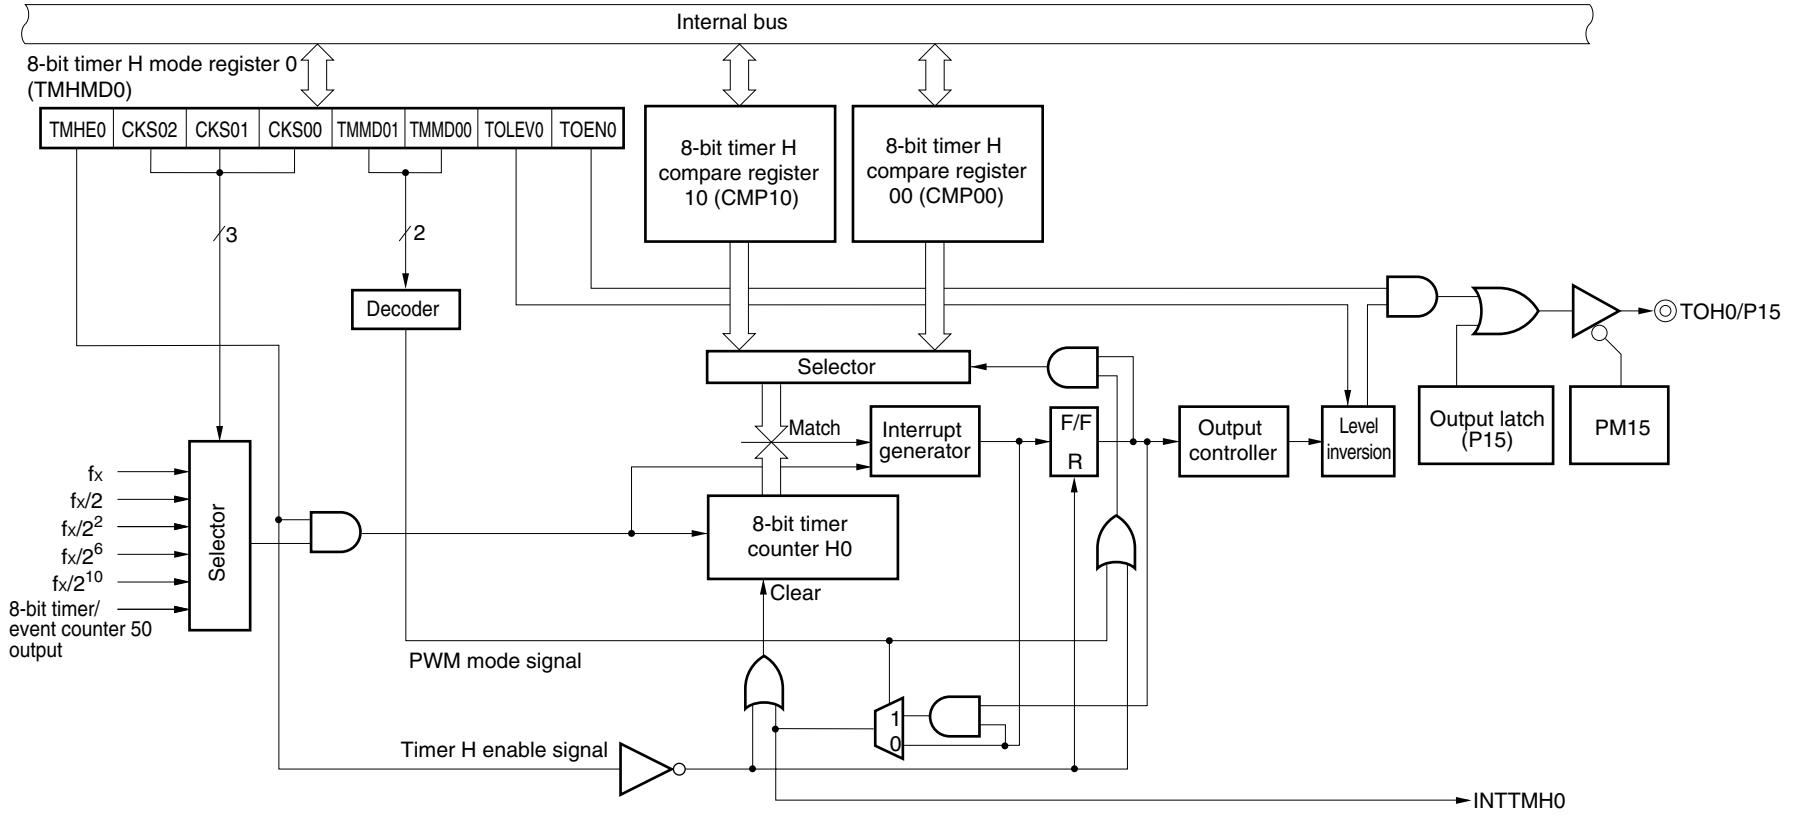 Internal bus
8-bit timer H mode register 0
(TMHMD0)
TMHE0 CKS02 CKS01 CKS00 TMMD01 TMMD00 TOLEV0 TOEN0
8-bit timer H
compare register
10 (CMP10)
8-bit timer H
compare register
00 (CMP00)
3
2
Decoder
TOH0/P15
Selector
Match
Interrupt
generator
F/F
R
Output
controller
Level
inversion
Output latch
(P15)
PM15
fx
fx/2
fx/2²
fx/2⁶
fx/2¹⁰
8-bit timer/
event counter 50
output
Selector
8-bit timer
counter H0
Clear
PWM mode signal
1
0
Timer H enable signal
INTTMH0